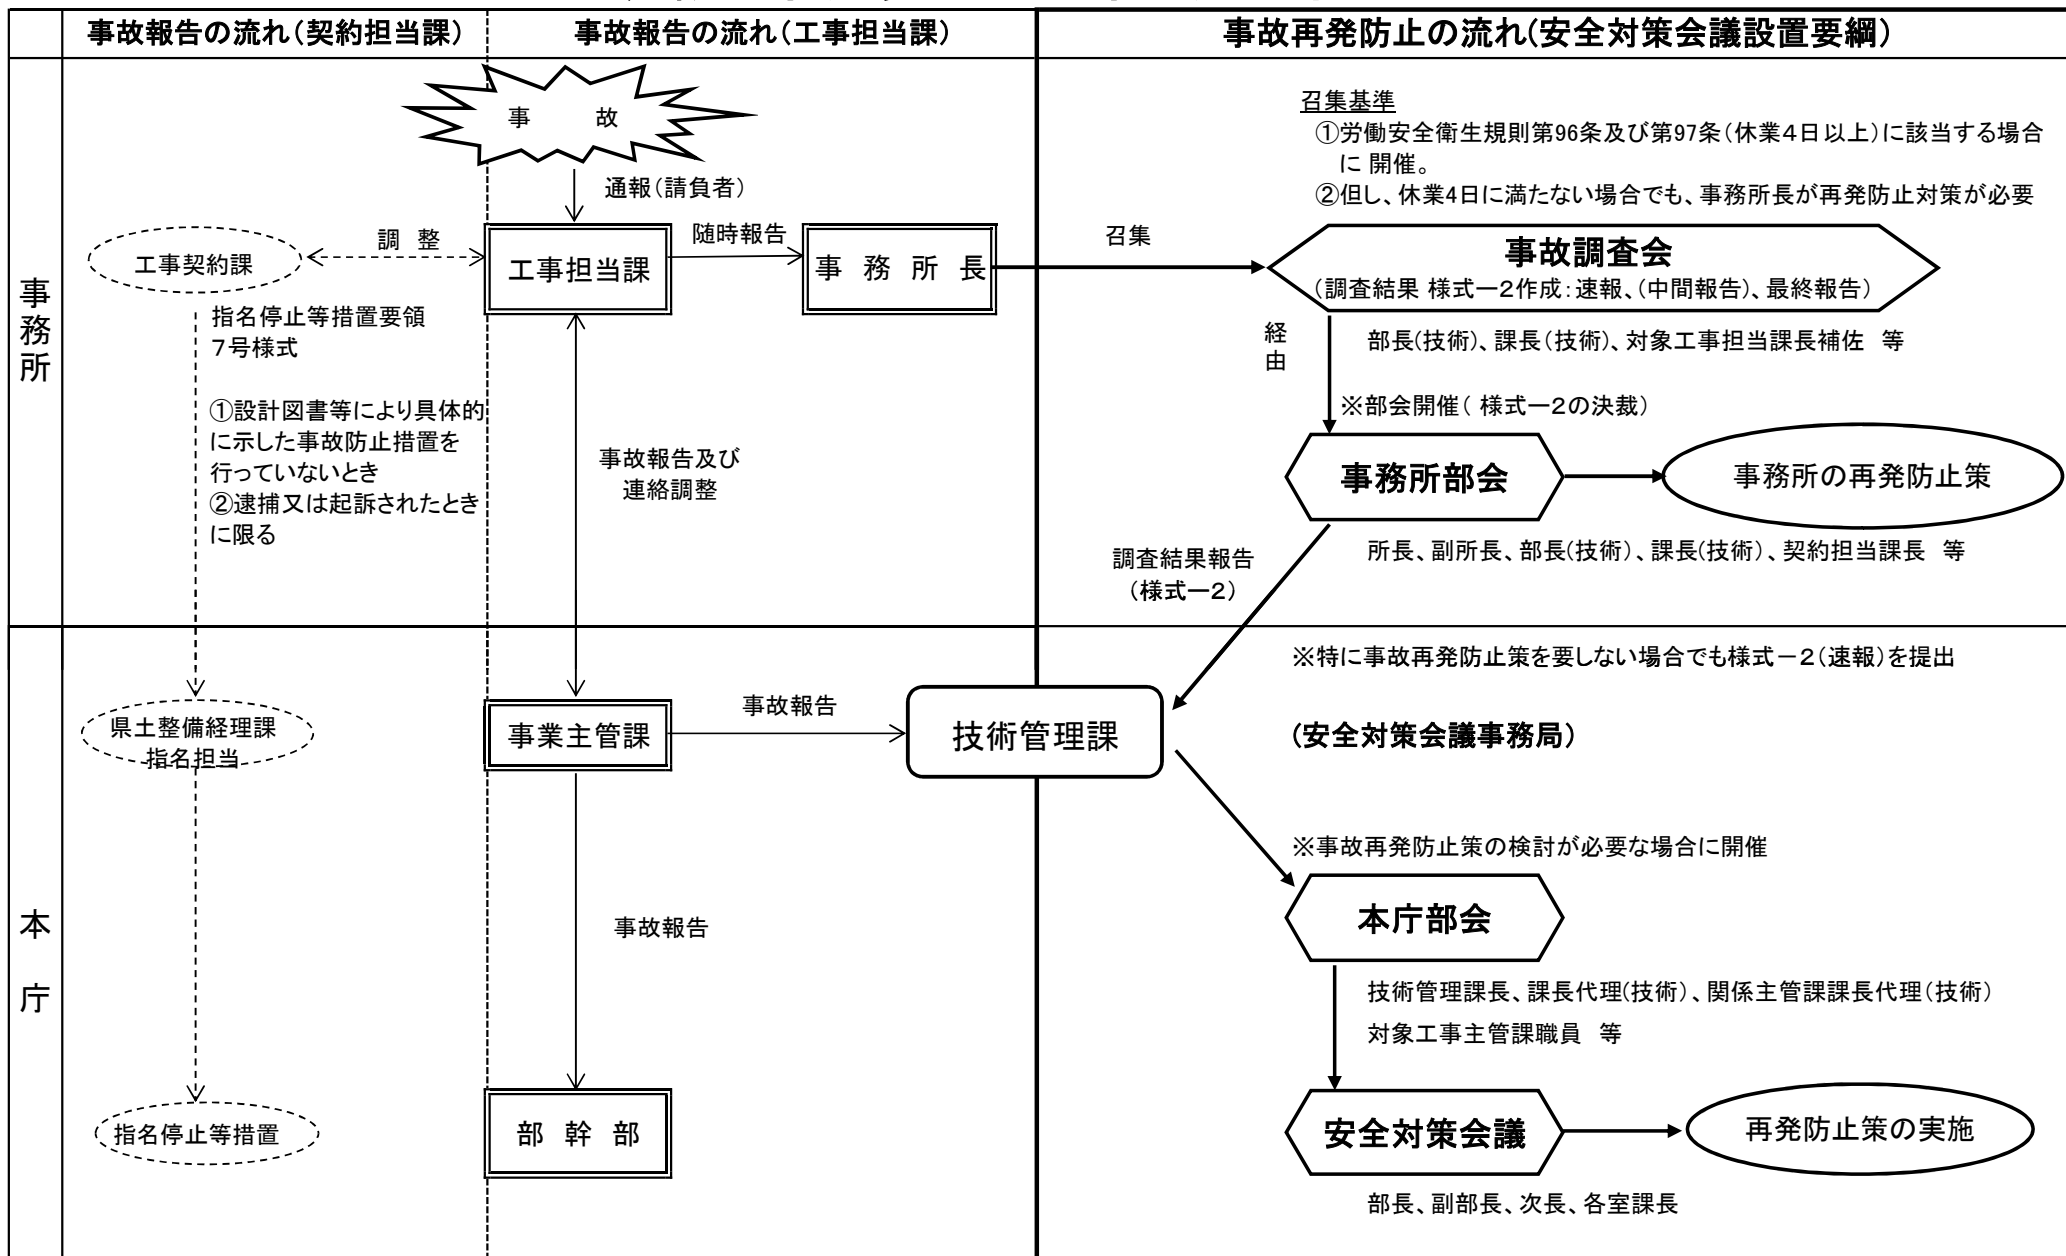 事故報告の流れ(契約担当課)
事故報告の流れ(工事担当課)
事故再発防止の流れ(安全対策会議設置要綱)
事務所
事 故
通報(請負者)
工事契約課
調 整
工事担当課
随時報告
事 務 所 長
指名停止等措置要領
7号様式
①設計図書等により具体的
に示した事故防止措置を
行っていないとき
②逮捕又は起訴されたとき
に限る
事故報告及び
連絡調整
召集基準
①労働安全衛生規則第96条及び第97条(休業4日以上)に該当する場合
に 開催。
②但し、休業4日に満たない場合でも、事務所長が再発防止対策が必要
召集
事故調査会
(調査結果 様式ー2作成:速報、(中間報告)、最終報告)
経由
部長(技術)、課長(技術)、対象工事担当課長補佐 等
※部会開催( 様式ー2の決裁)
事務所部会
事務所の再発防止策
所長、副所長、部長(技術)、課長(技術)、契約担当課長 等
調査結果報告
(様式ー2)
本 庁
県土整備経理課
指名担当
指名停止等措置
事業主管課
事故報告
技術管理課
事故報告
部 幹 部
※特に事故再発防止策を要しない場合でも様式-2(速報)を提出
(安全対策会議事務局)
※事故再発防止策の検討が必要な場合に開催
本庁部会
技術管理課長、課長代理(技術)、関係主管課課長代理(技術)
対象工事主管課職員 等
安全対策会議
再発防止策の実施
部長、副部長、次長、各室課長